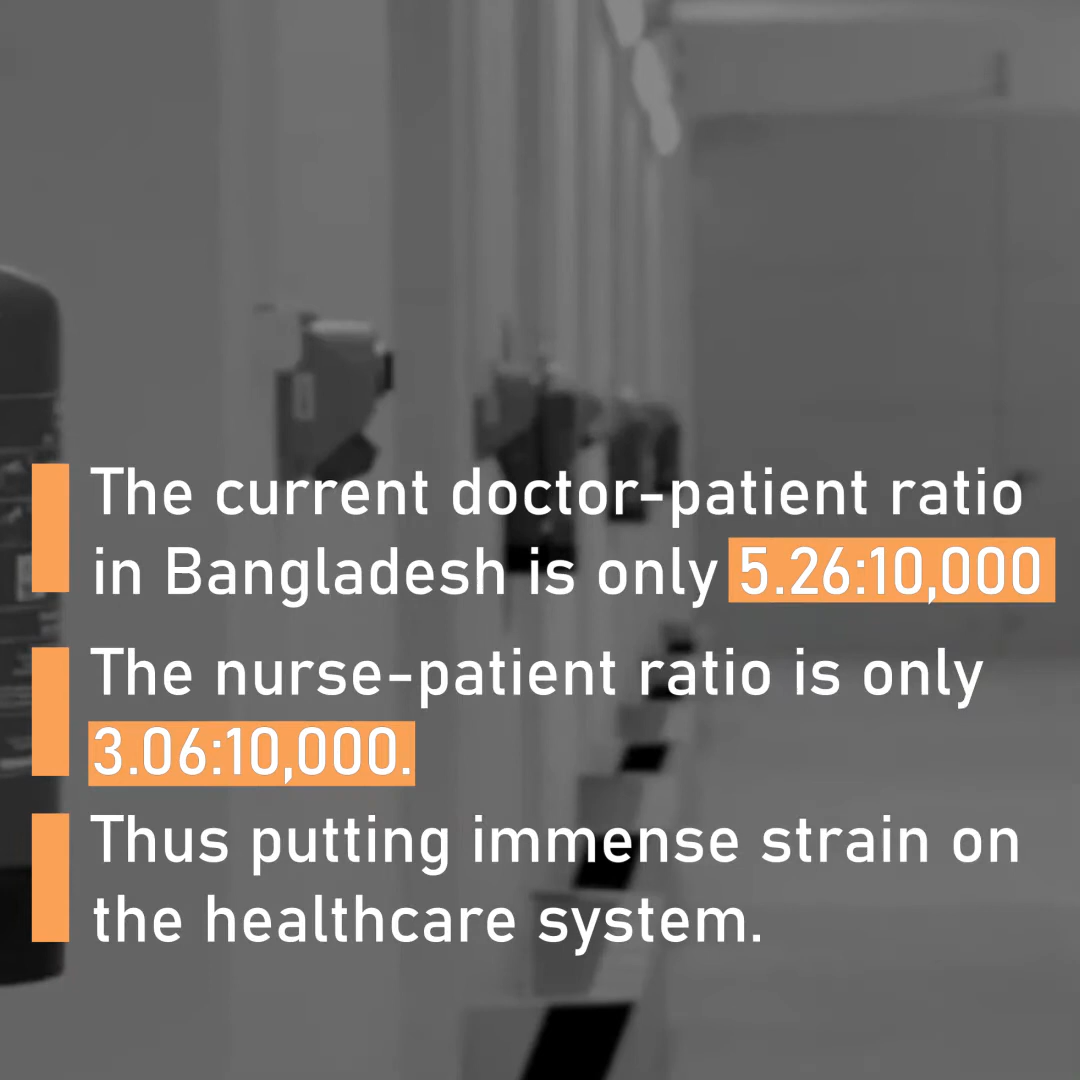 The current doctor-patient ratio
in Bangladesh is only 5.26:10,000
The nurse-patient ratio is only
3.06:10,000.
Thus putting immense strain on
the healthcare system.